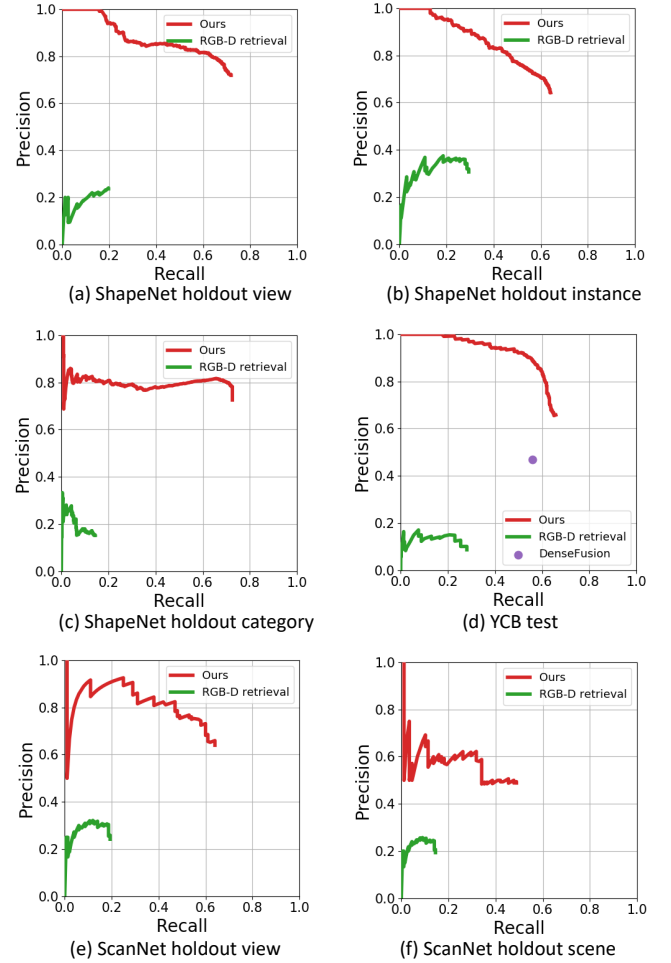 1.0
0.8
0.6
0.4
0.2
0.0
Precision
Ours
RGB-D retrieval
0.0 0.2 0.4 0.6 0.8 1.0
Recall
(a) ShapeNet holdout view
1.0
0.8
0.6
0.4
0.2
0.0
Precision
Ours
RGB-D retrieval
0.0 0.2 0.4 0.6 0.8 1.0
Recall
(b) ShapeNet holdout instance
1.0
0.8
0.6
0.4
0.2
0.0
Precision
Ours
RGB-D retrieval
0.0 0.2 0.4 0.6 0.8 1.0
Recall
(c) ShapeNet holdout category
1.0
0.8
0.6
0.4
0.2
0.0
Precision
Ours
RGB-D retrieval
DenseFusion
0.0 0.2 0.4 0.6 0.8 1.0
Recall
(d) YCB test
1.0
0.8
0.6
0.4
0.2
0.0
Precision
Ours
RGB-D retrieval
0.0 0.2 0.4 0.6 0.8 1.0
Recall
(e) ScanNet holdout view
1.0
0.8
0.6
0.4
0.2
0.0
Precision
Ours
RGB-D retrieval
0.0 0.2 0.4 0.6 0.8 1.0
Recall
(f) ScanNet holdout scene